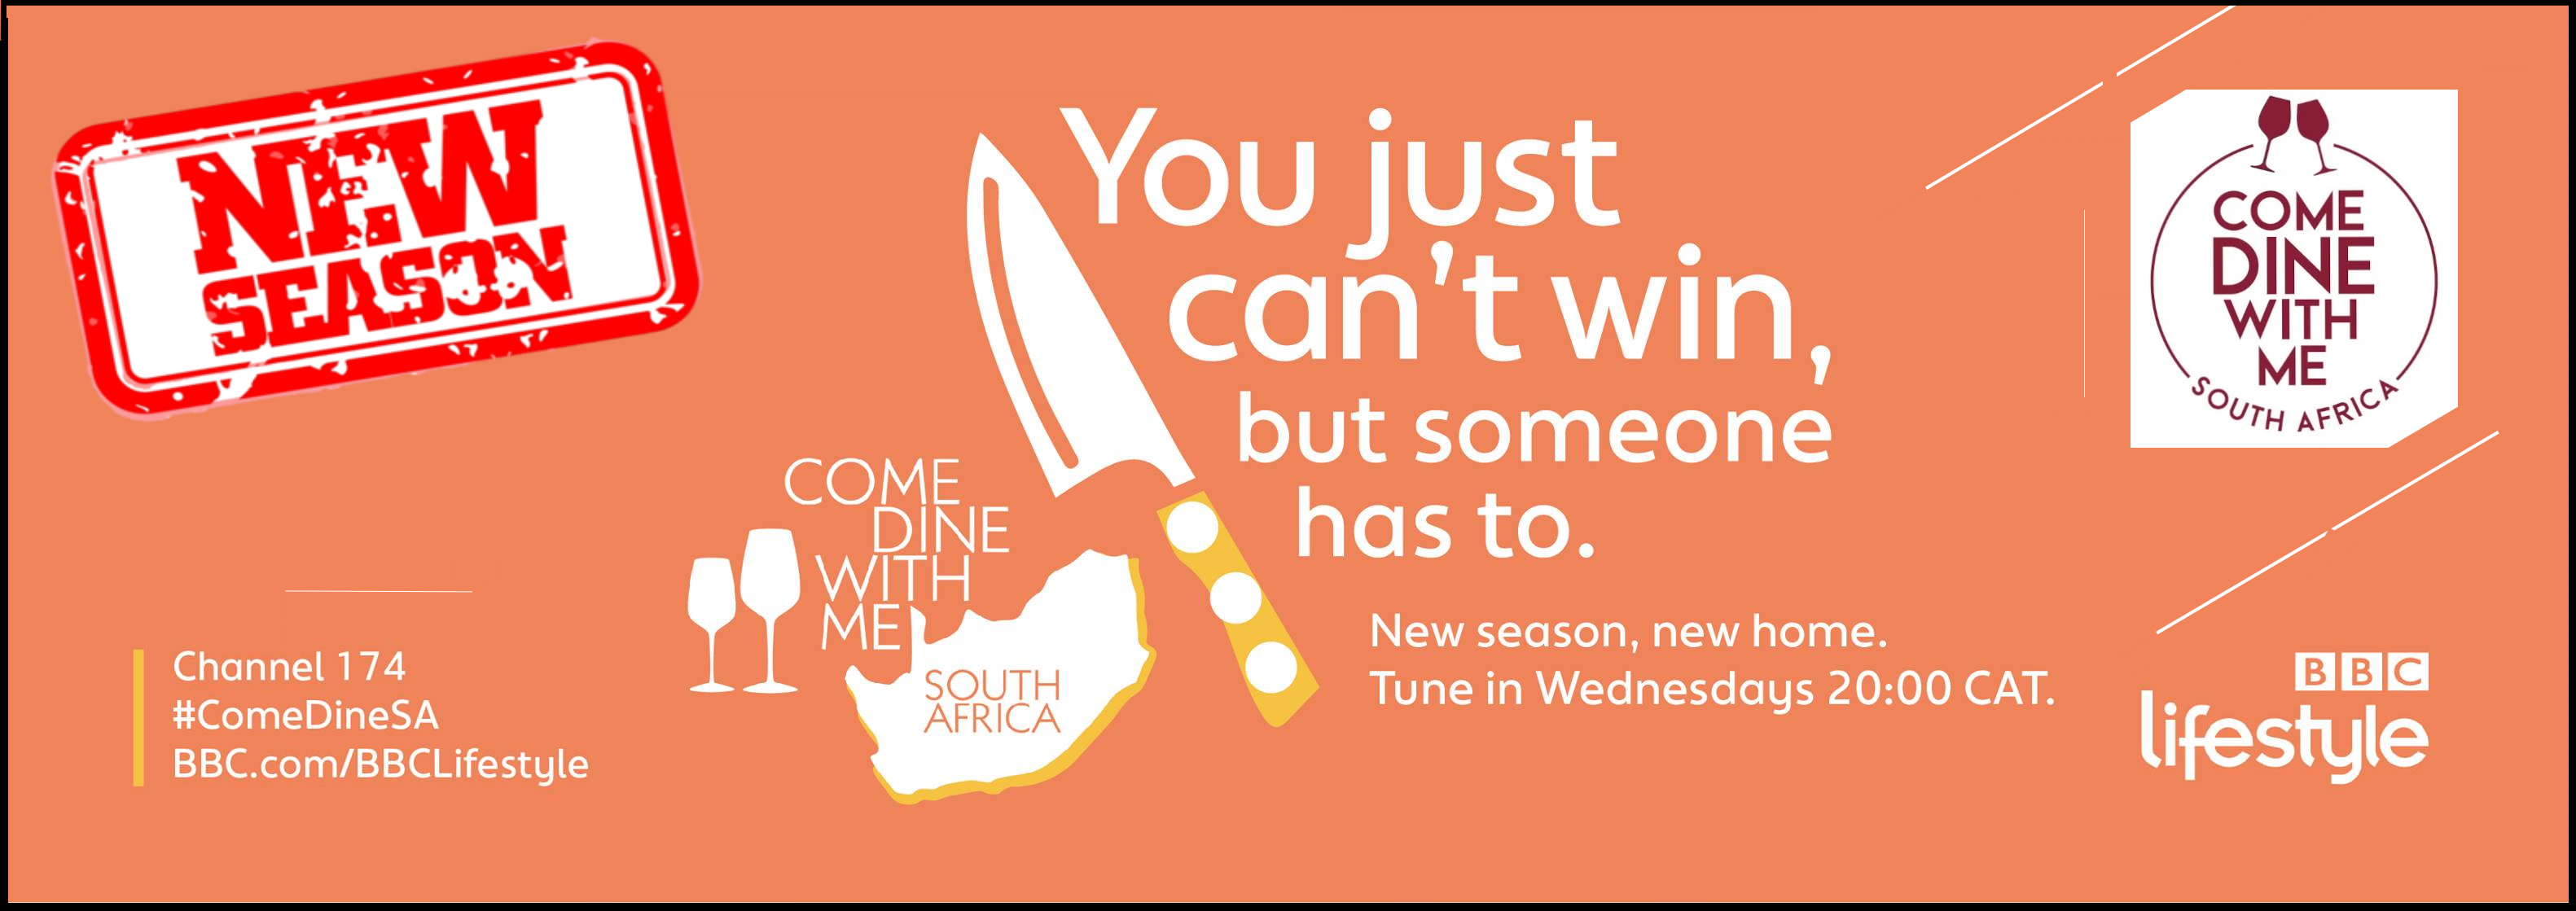 NEW
SEASON
You just
can't win,
but someone
has to.
COME
DINE
WITH
ME
SOUTH
AFRICA
New season, new home.
Tune in Wednesdays 20:00 CAT.
Channel 174
#ComeDineSA
BBC.com/BBCLifestyle
COME
DINE
WITH
ME
SOUTH AFRICA
BBC
lifestyle